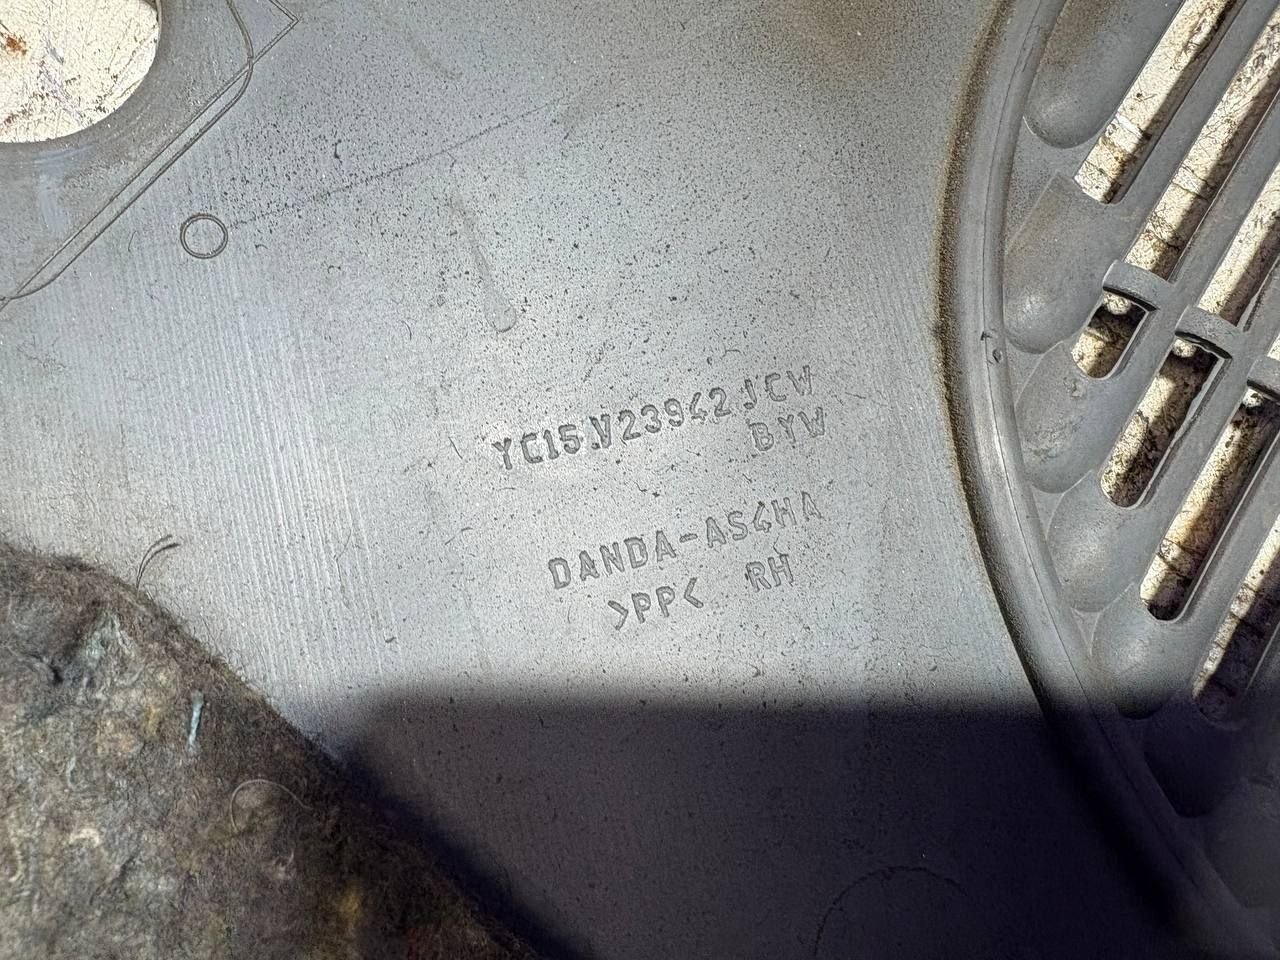 YC15.V23942 JCW
BYW
DANDA-AS4HA
>PP< RH